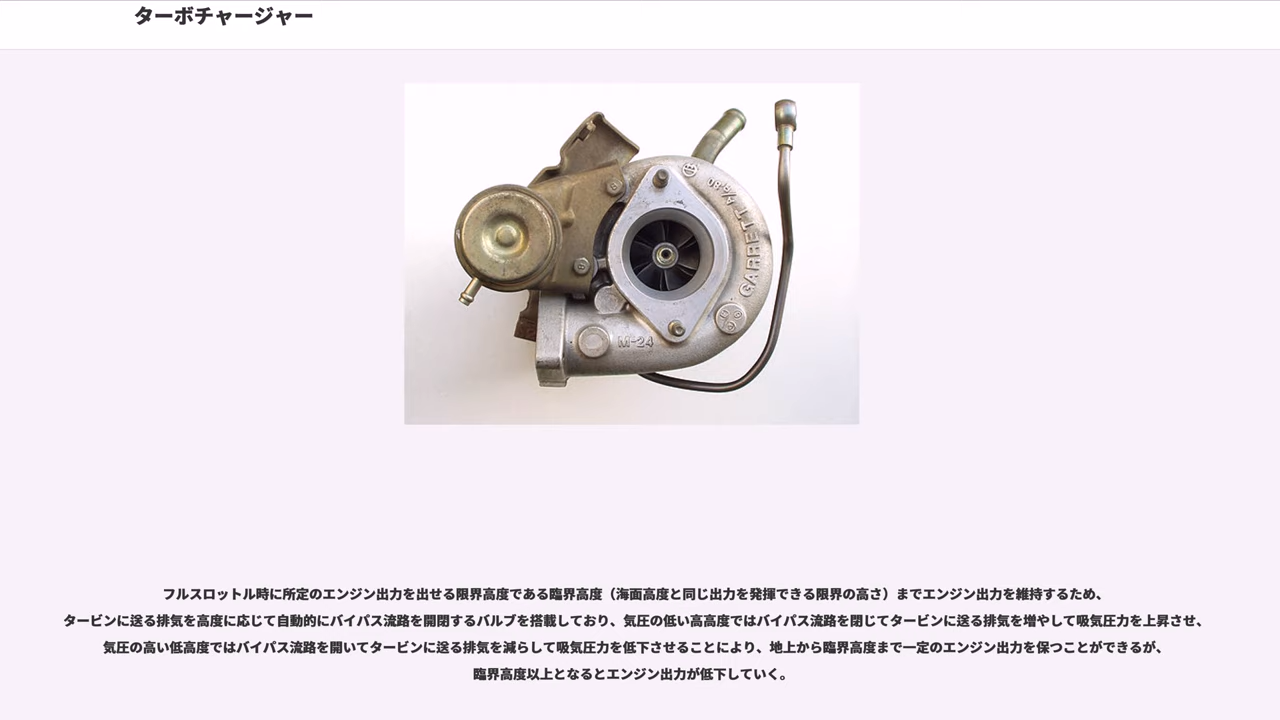 ターボチャージャー
GARRETT
M-24
フルスロットル時に所定のエンジン出力を出せる限界高度である臨界高度（海面高度と同じ出力を発揮できる限界の高さ）までエンジン出力を維持するため、
タービンに送る排気を高度に応じて自動的にバイパス流路を開閉するバルブを搭載しており、気圧の低い高高度ではバイパス流路を閉じてタービンに送る排気を増やして吸気圧力を上昇させ、
気圧の高い低高度ではバイパス流路を開いてタービンに送る排気を減らして吸気圧力を低下させることにより、地上から臨界高度まで一定のエンジン出力を保つことができるが、
臨界高度以上となるとエンジン出力が低下していく。